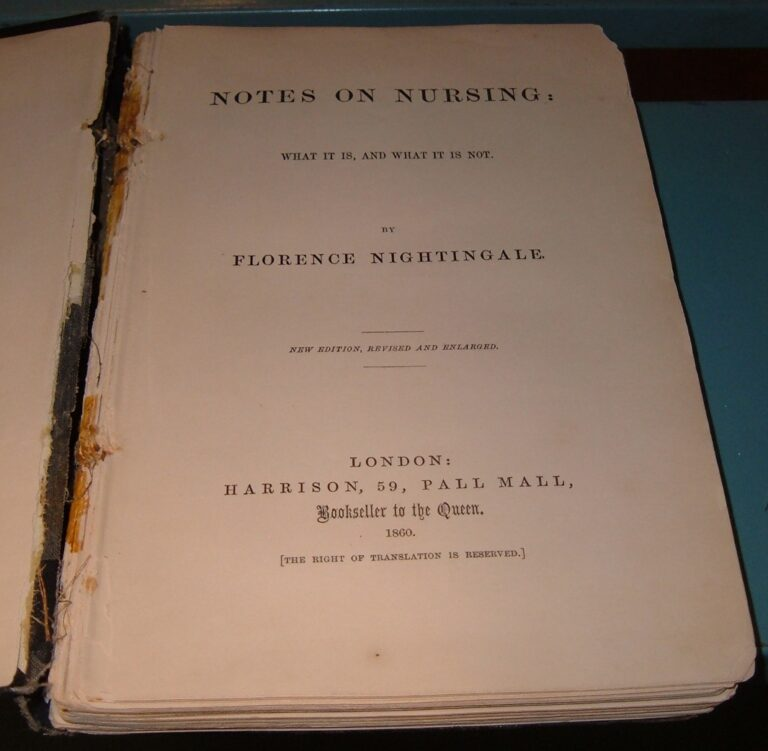 NOTES ON NURSING:
WHAT IT IS, AND WHAT IT IS NOT.
BY
FLORENCE NIGHTINGALE.
NEW EDITION, REVISED AND ENLARGED.
LONDON:
HARRISON, 59, PALL MALL,
Bookseller to the Queen.
1860.
[THE RIGHT OF TRANSLATION IS RESERVED.]